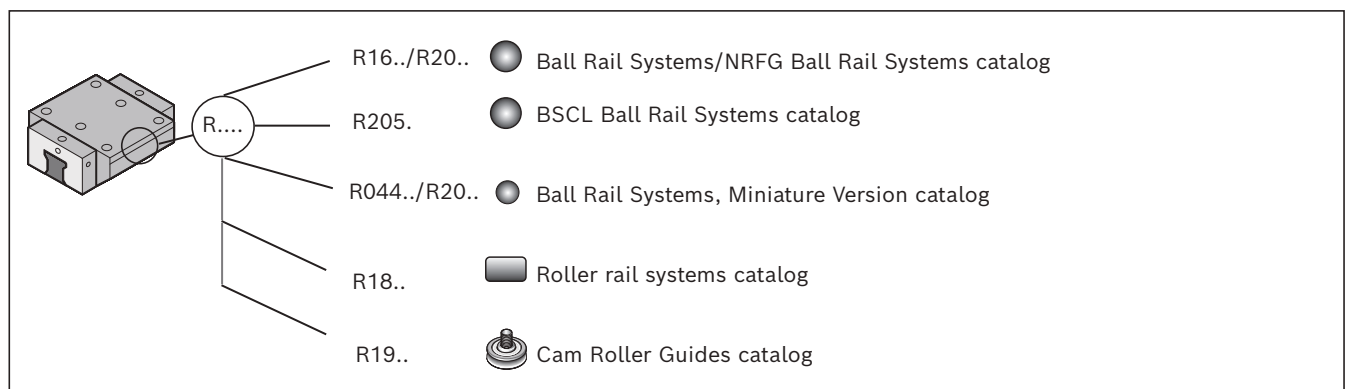 R....
R16../R20.. Ball Rail Systems/NRFG Ball Rail Systems catalog
R205. BSCL Ball Rail Systems catalog
R044../R20.. Ball Rail Systems, Miniature Version catalog
R18.. Roller rail systems catalog
R19.. Cam Roller Guides catalog